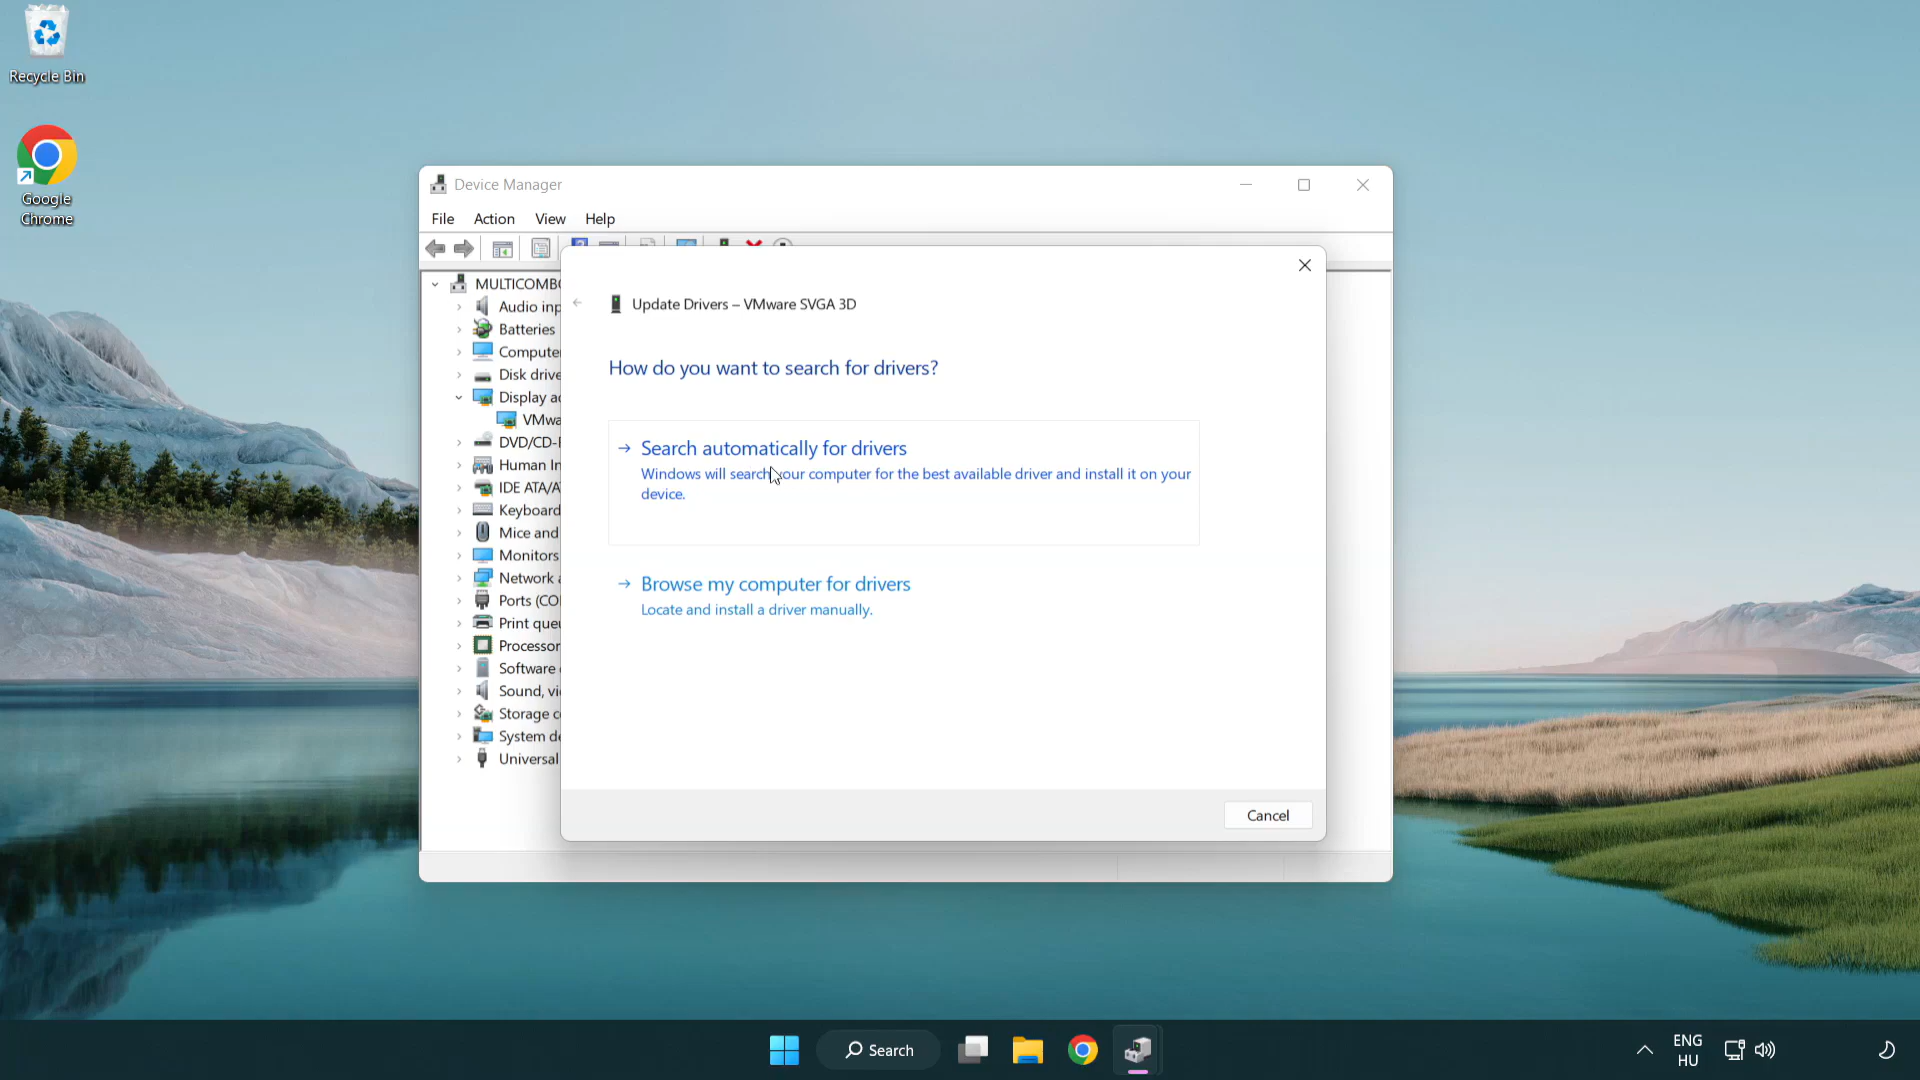 Recycle Bin
Google
Chrome
Device Manager
File Action View Help
MULTICOMBO
Audio inp
Batteries
Compute
Disk drive
Display a
VMwa
DVD/CD-
Human In
IDE ATA/A
Keyboard
Mice and
Monitors
Network a
Ports (CO
Print que
Processor
Software
Sound, vi
Storage c
System de
Universal
Update Drivers – VMware SVGA 3D
How do you want to search for drivers?
Search automatically for drivers
Windows will search your computer for the best available driver and install it on your
device.
Browse my computer for drivers
Locate and install a driver manually.
Cancel
Search
ENG
HU